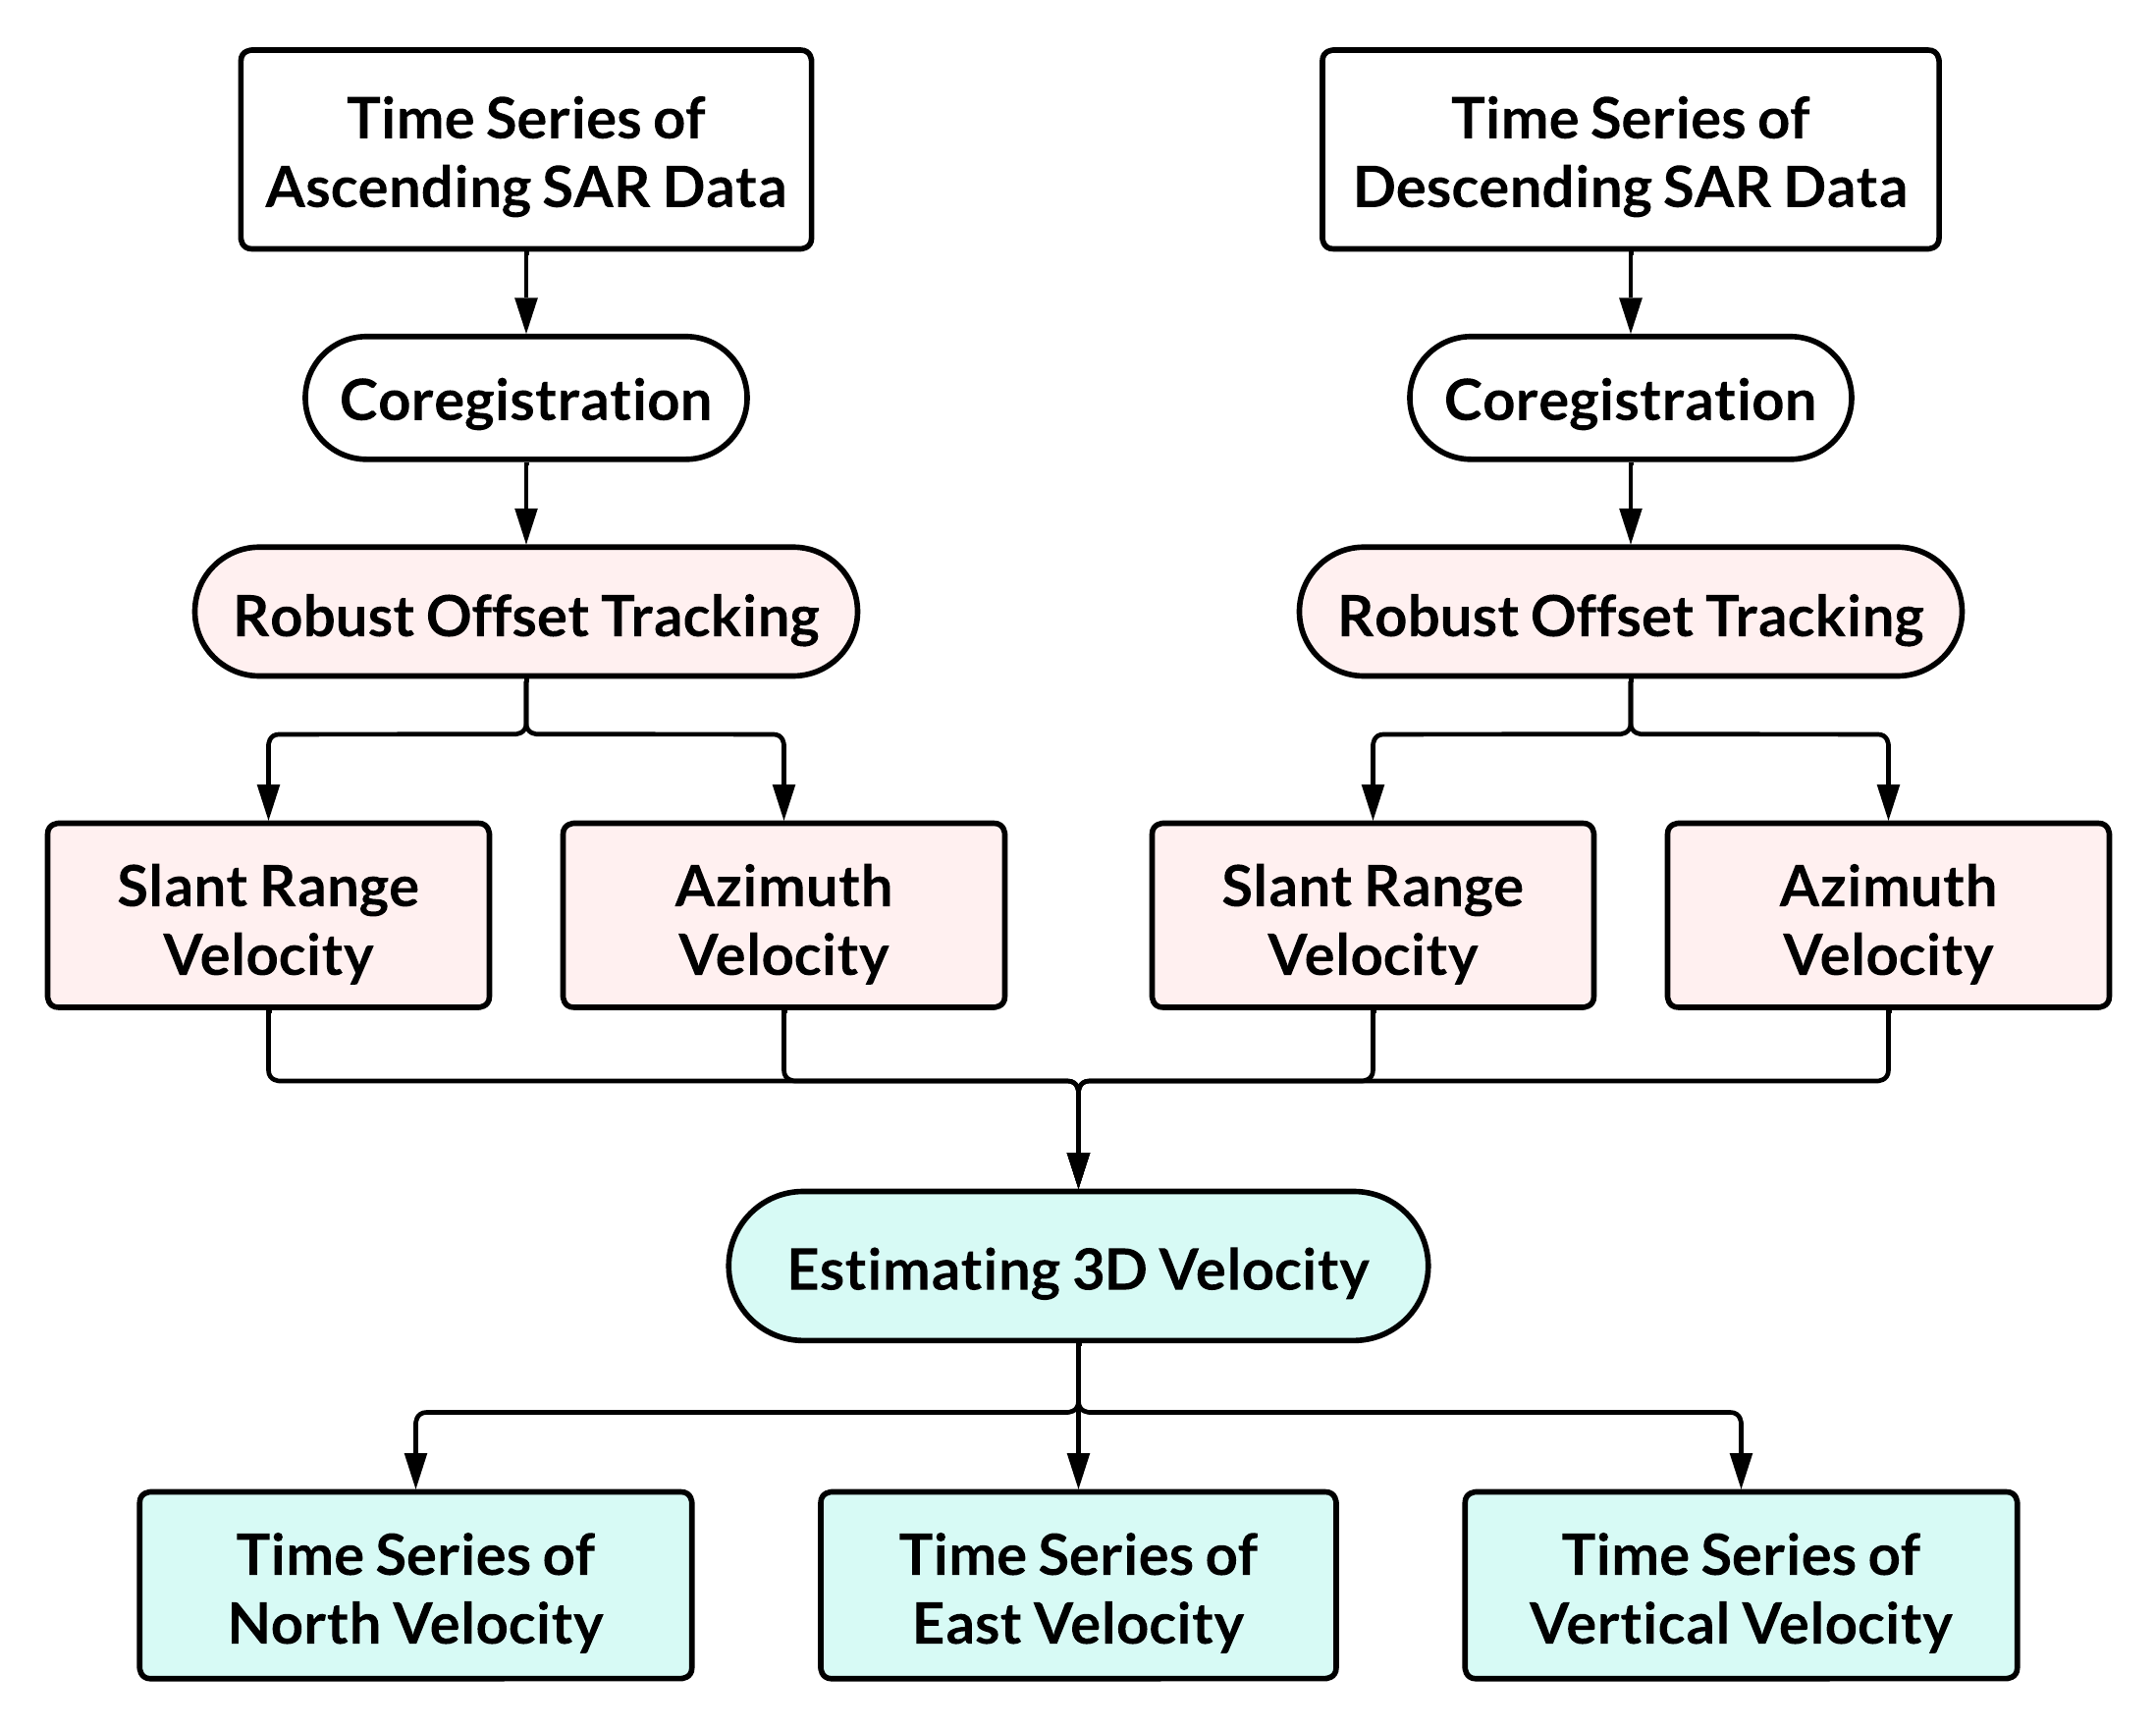 Time Series of
Ascending SAR Data
Time Series of
Descending SAR Data
Coregistration
Coregistration
Robust Offset Tracking
Robust Offset Tracking
Slant Range
Velocity
Azimuth
Velocity
Slant Range
Velocity
Azimuth
Velocity
Estimating 3D Velocity
Time Series of
North Velocity
Time Series of
East Velocity
Time Series of
Vertical Velocity